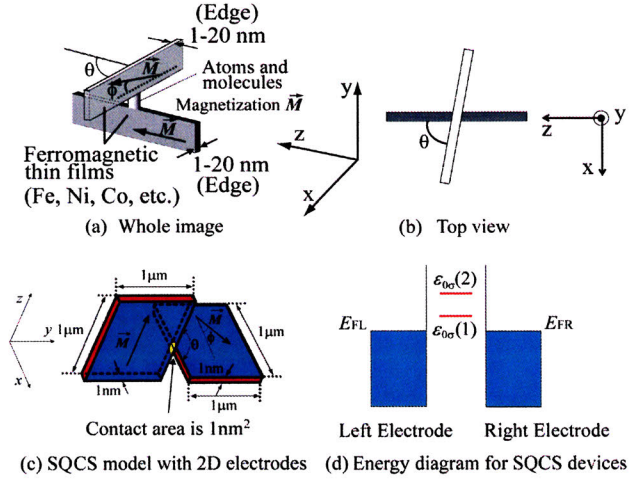 (Edge)
1-20 nm
θ
M
ϕ
Atoms and
molecules
Magnetization M
M
Ferromagnetic
thin films
(Fe, Ni, Co, etc.)
1-20 nm
(Edge)
y
z
x
(a) Whole image
θ
z
y
x
(b) Top view
1μm
z
y
x
1μm
M
θ
M
ϕ
1μm
1nm
1nm
1μm
Contact area is 1nm²
(c) SQCS model with 2D electrodes
ε0σ(2)
EFL
ε0σ(1)
EFR
Left Electrode
Right Electrode
(d) Energy diagram for SQCS devices